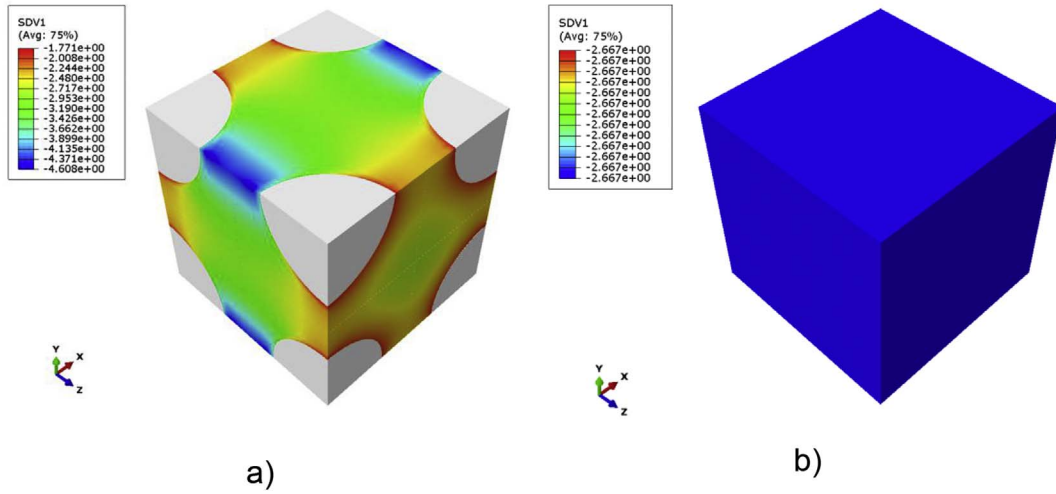 SDV1
(Avg: 75%)
-1.771e+00
-2.008e+00
-2.244e+00
-2.480e+00
-2.717e+00
-2.953e+00
-3.190e+00
-3.426e+00
-3.662e+00
-3.899e+00
-4.135e+00
-4.371e+00
-4.608e+00
Y
X
Z
a)
SDV1
(Avg: 75%)
-2.667e+00
-2.667e+00
-2.667e+00
-2.667e+00
-2.667e+00
-2.667e+00
-2.667e+00
-2.667e+00
-2.667e+00
-2.667e+00
-2.667e+00
-2.667e+00
-2.667e+00
Y
X
Z
b)